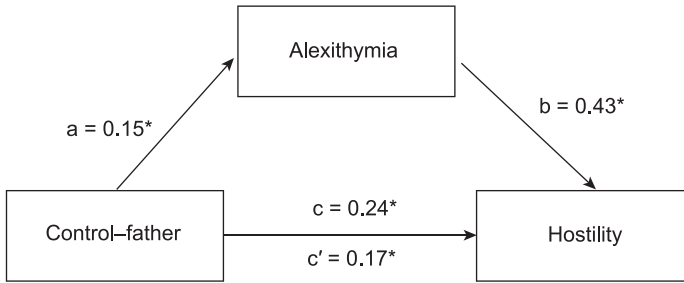 Alexithymia
a = 0.15*
b = 0.43*
Control–father
c = 0.24*
c′ = 0.17*
Hostility